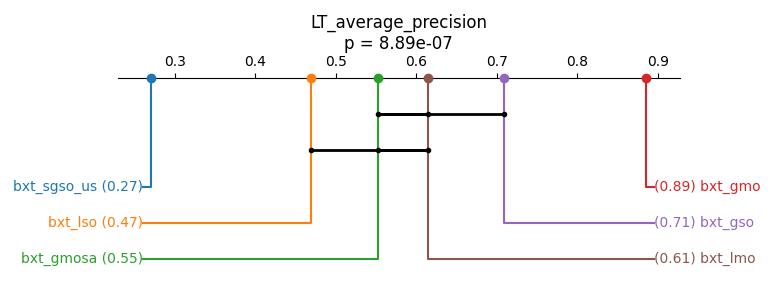 LT_average_precision
p = 8.89e-07
0.3 0.4 0.5 0.6 0.7 0.8 0.9
bxt_sgso_us (0.27) (0.89) bxt_gmo
bxt_lso (0.47) (0.71) bxt_gso
bxt_gmosa (0.55) (0.61) bxt_lmo